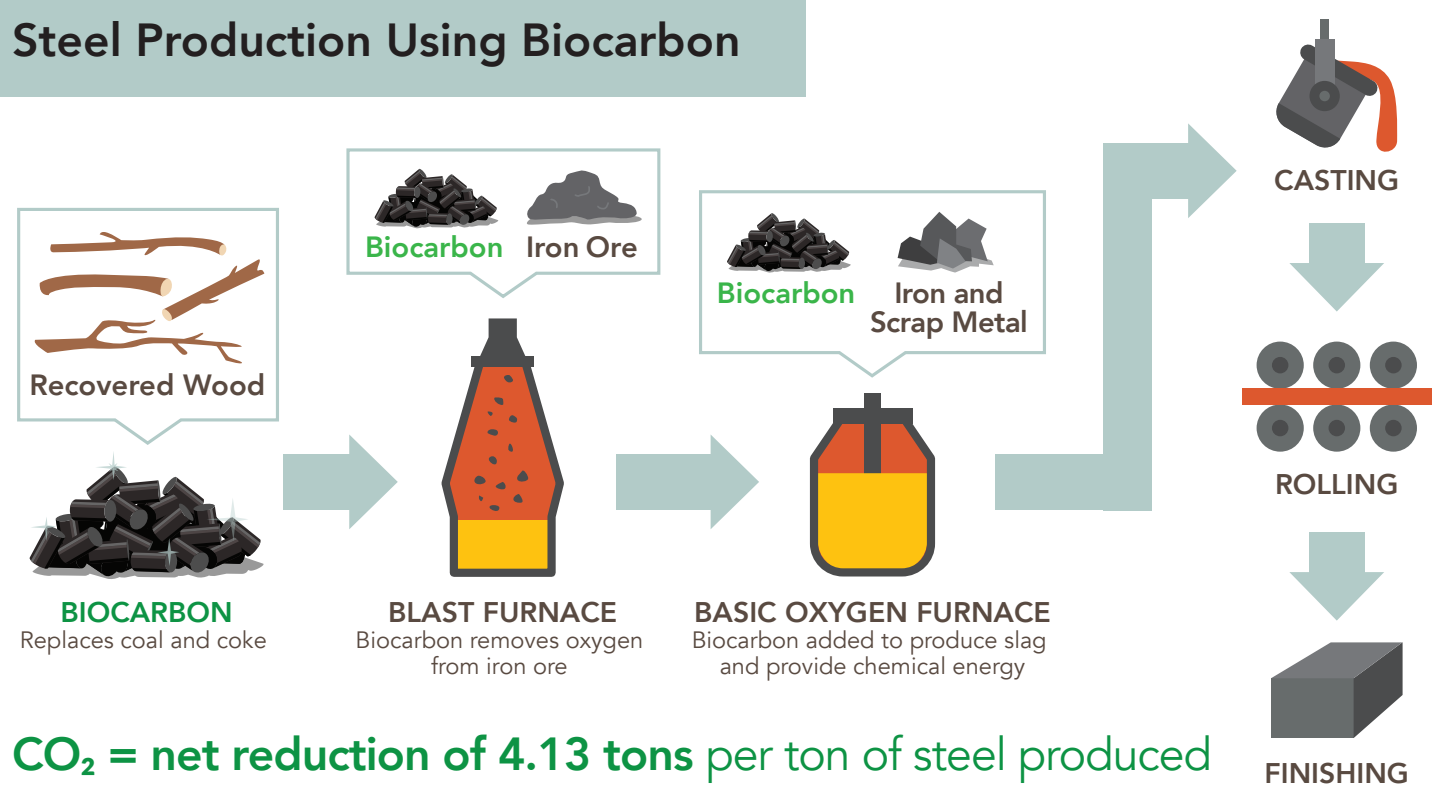 Steel Production Using Biocarbon
Recovered Wood
BIOCARBON
Replaces coal and coke
Biocarbon
Iron Ore
BLAST FURNACE
Biocarbon removes oxygen
from iron ore
Biocarbon
Iron and
Scrap Metal
BASIC OXYGEN FURNACE
Biocarbon added to produce slag
and provide chemical energy
CASTING
ROLLING
FINISHING
CO₂ = net reduction of 4.13 tons per ton of steel produced